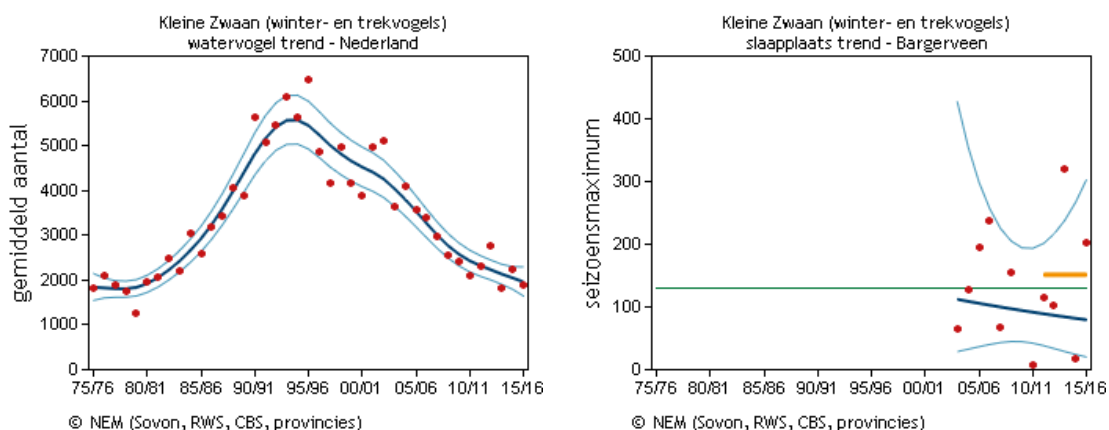 Kleine Zwaan (winter- en trekvogels)
watervogel trend - Nederland
gemiddeld aantal
7000
6000
5000
4000
3000
2000
1000
0
75/76 80/81 85/86 90/91 95/96 00/01 05/06 10/11 15/16
© NEM (Sovon, RWS, CBS, provincies)
Kleine Zwaan (winter- en trekvogels)
slaapplaats trend - Bargerveen
seizoensmaximum
500
400
300
200
100
0
75/76 80/81 85/86 90/91 95/96 00/01 05/06 10/11 15/16
© NEM (Sovon, RWS, CBS, provincies)